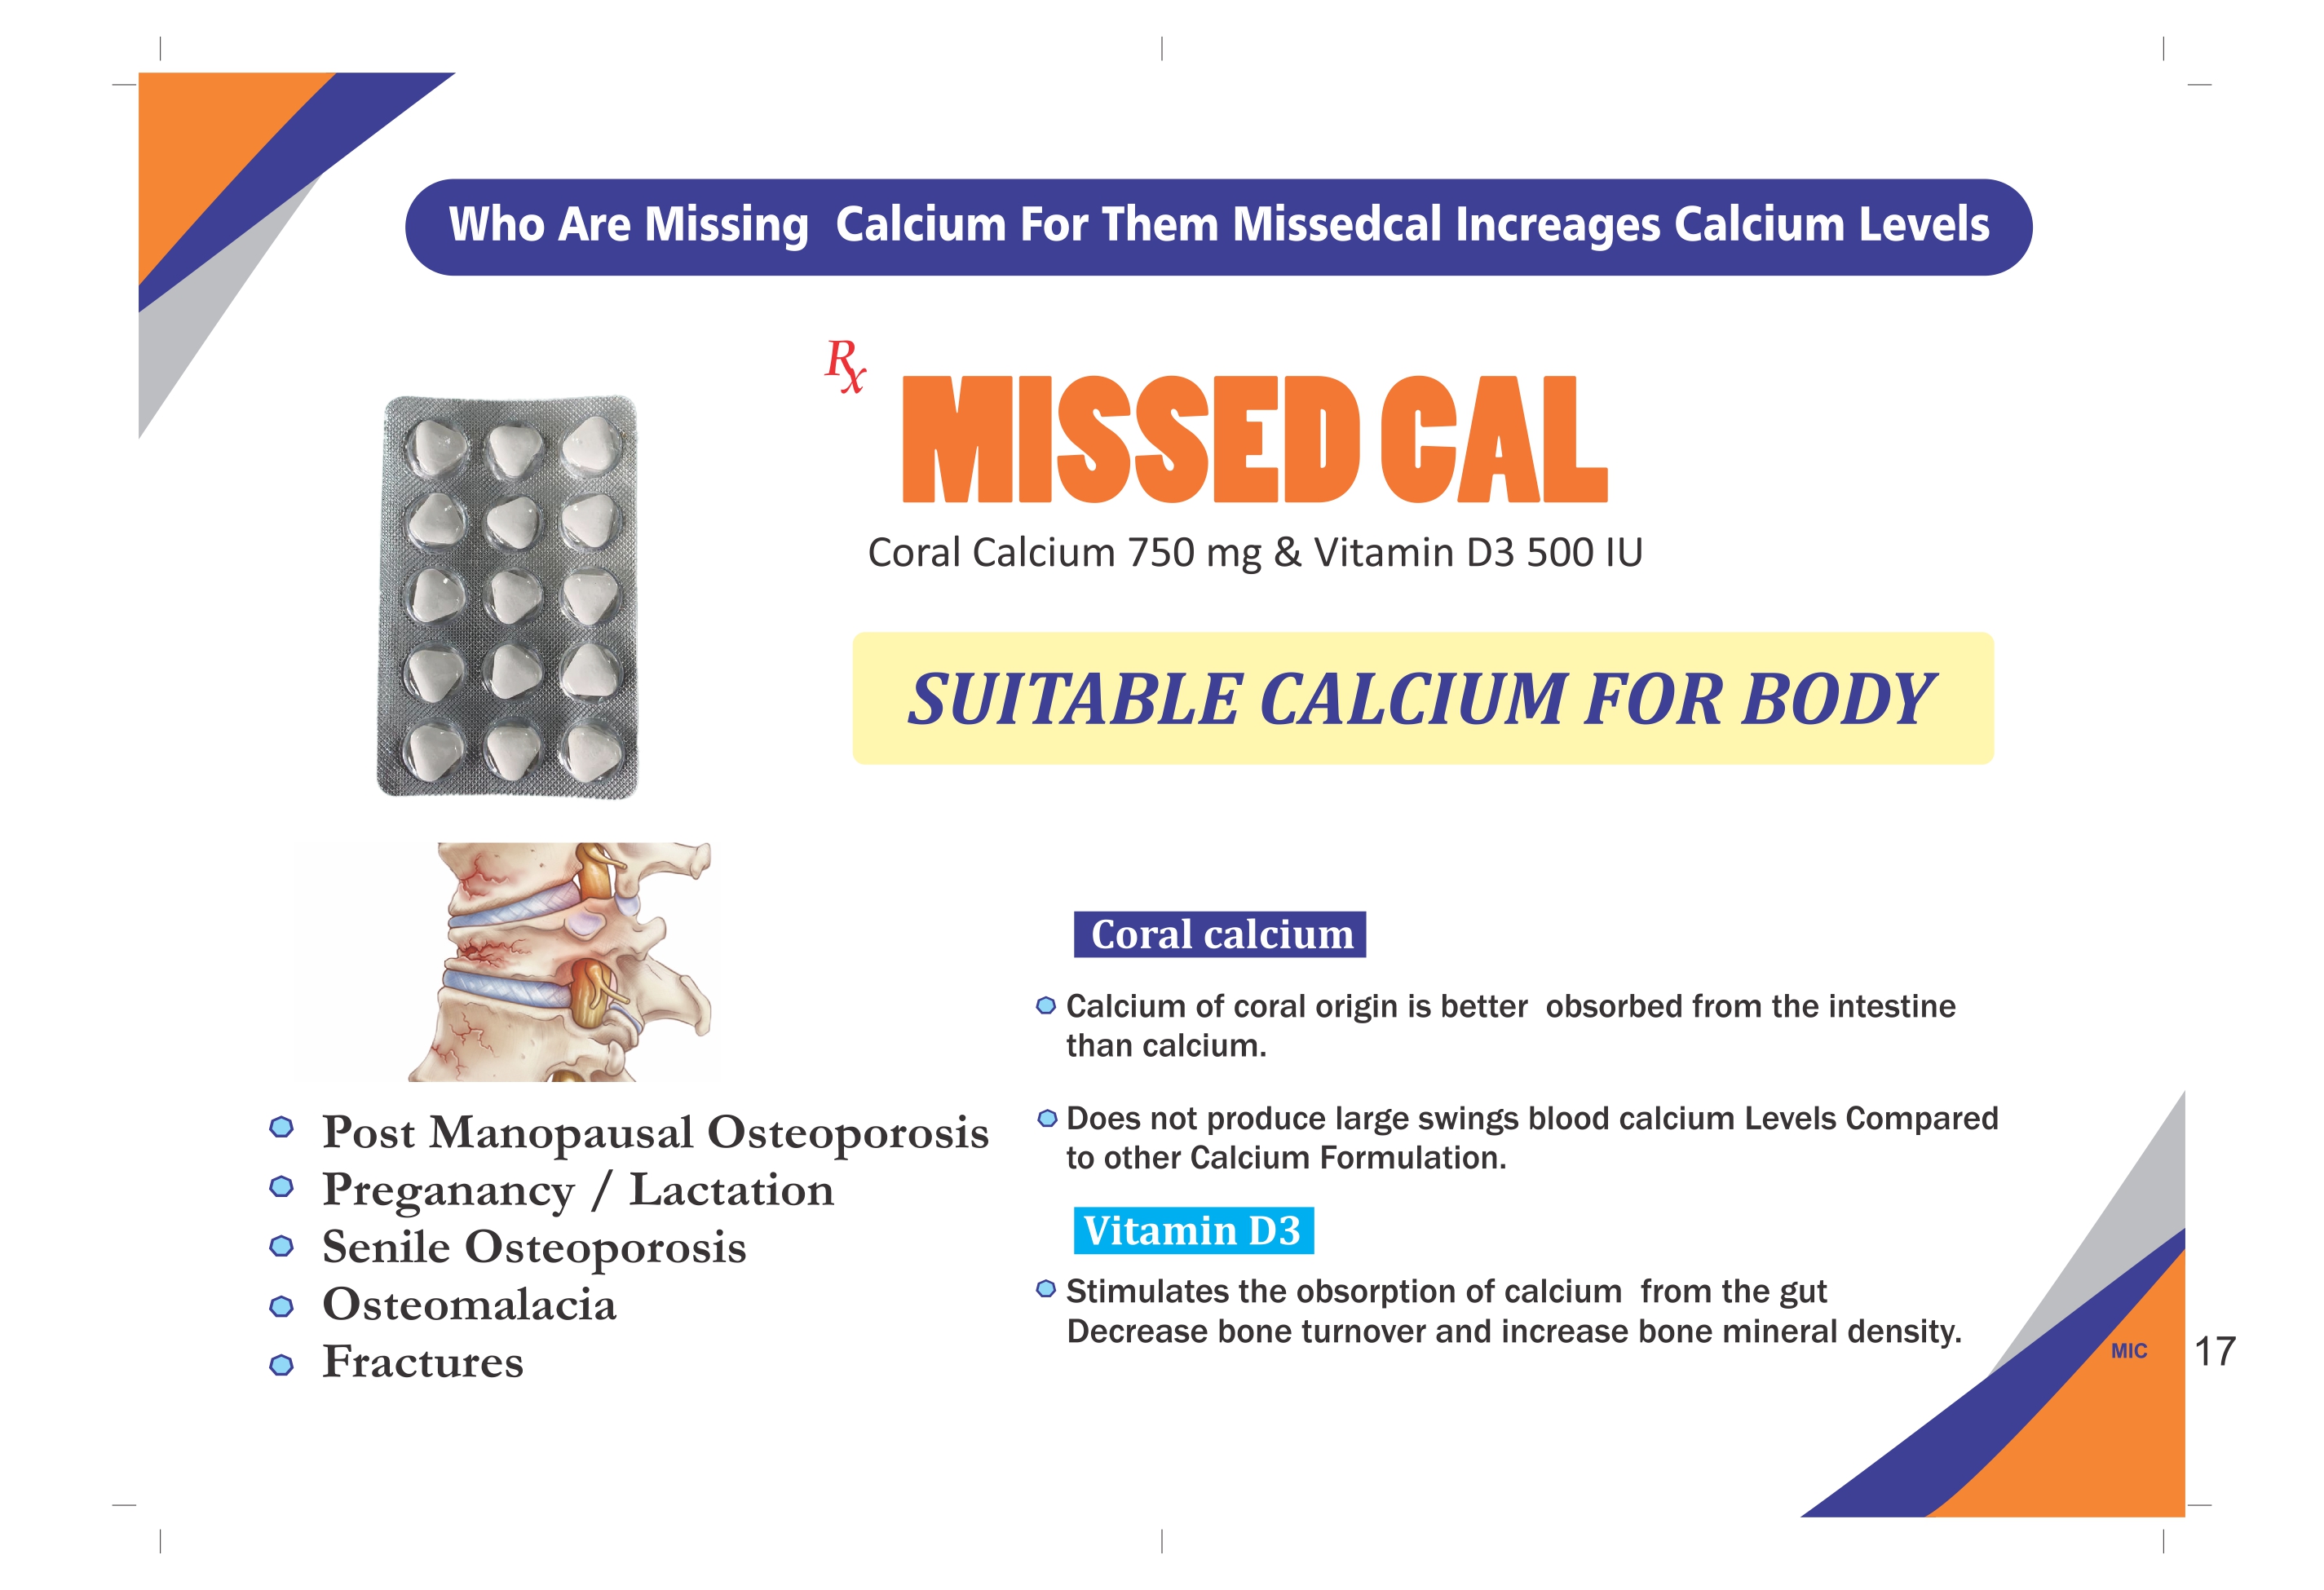 Who Are Missing Calcium For Them Missedcal Increages Calcium Levels
Rx
MISSED CAL
Coral Calcium 750 mg & Vitamin D3 500 IU
SUITABLE CALCIUM FOR BODY
Post Manopausal Osteoporosis
Preganancy / Lactation
Senile Osteoporosis
Osteomalacia
Fractures
Coral calcium
Calcium of coral origin is better obsorbed from the intestine
than calcium.
Does not produce large swings blood calcium Levels Compared
to other Calcium Formulation.
Vitamin D3
Stimulates the obsorption of calcium from the gut
Decrease bone turnover and increase bone mineral density.
MIC
17